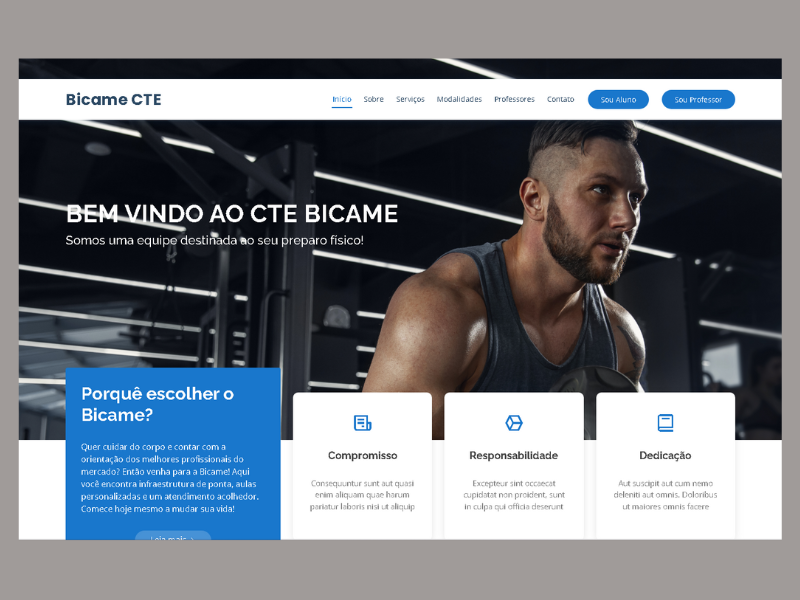 Bicame CTE
Início Sobre Serviços Modalidades Professores Contato Sou Aluno Sou Professor
BEM VINDO AO CTE BICAME
Somos uma equipe destinada ao seu preparo físico!
Porquê escolher o
Bicame?
Quer cuidar do corpo e contar com a
orientação dos melhores profissionais do
mercado? Então venha para a Bicame! Aqui
você encontra infraestrutura de ponta, aulas
personalizadas e um atendimento acolhedor.
Comece hoje mesmo a mudar sua vida!
Leia mais >
Compromisso
Consequuntur sunt aut quasi
enim aliquam quae harum
pariatur laboris nisi ut aliquip
Responsabilidade
Excepteur sint occaecat
cupidatat non proident, sunt
in culpa qui officia deserunt
Dedicação
Aut suscipit aut cum nemo
deleniti aut omnis. Doloribus
ut maiores omnis facere